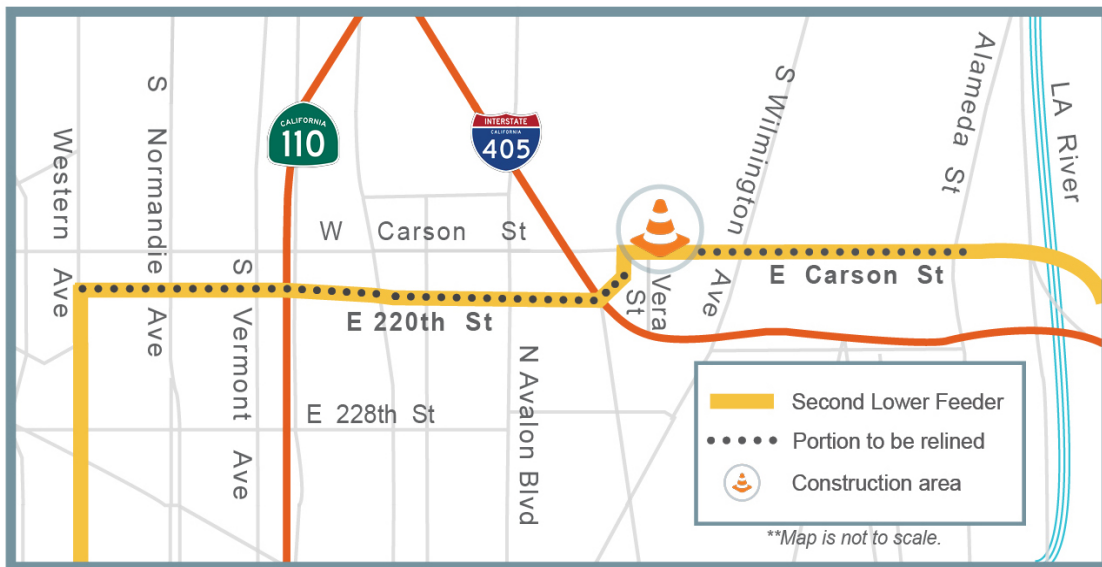 Western Ave
S Normandie Ave
S Vermont Ave
CALIFORNIA
110
INTERSTATE
CALIFORNIA
405
W Carson St
E 220th St
E 228th St
N Avalon Blvd
Vera St
S Wilmington Ave
E Carson St
Alameda St
LA River
Second Lower Feeder
Portion to be relined
Construction area
**Map is not to scale.